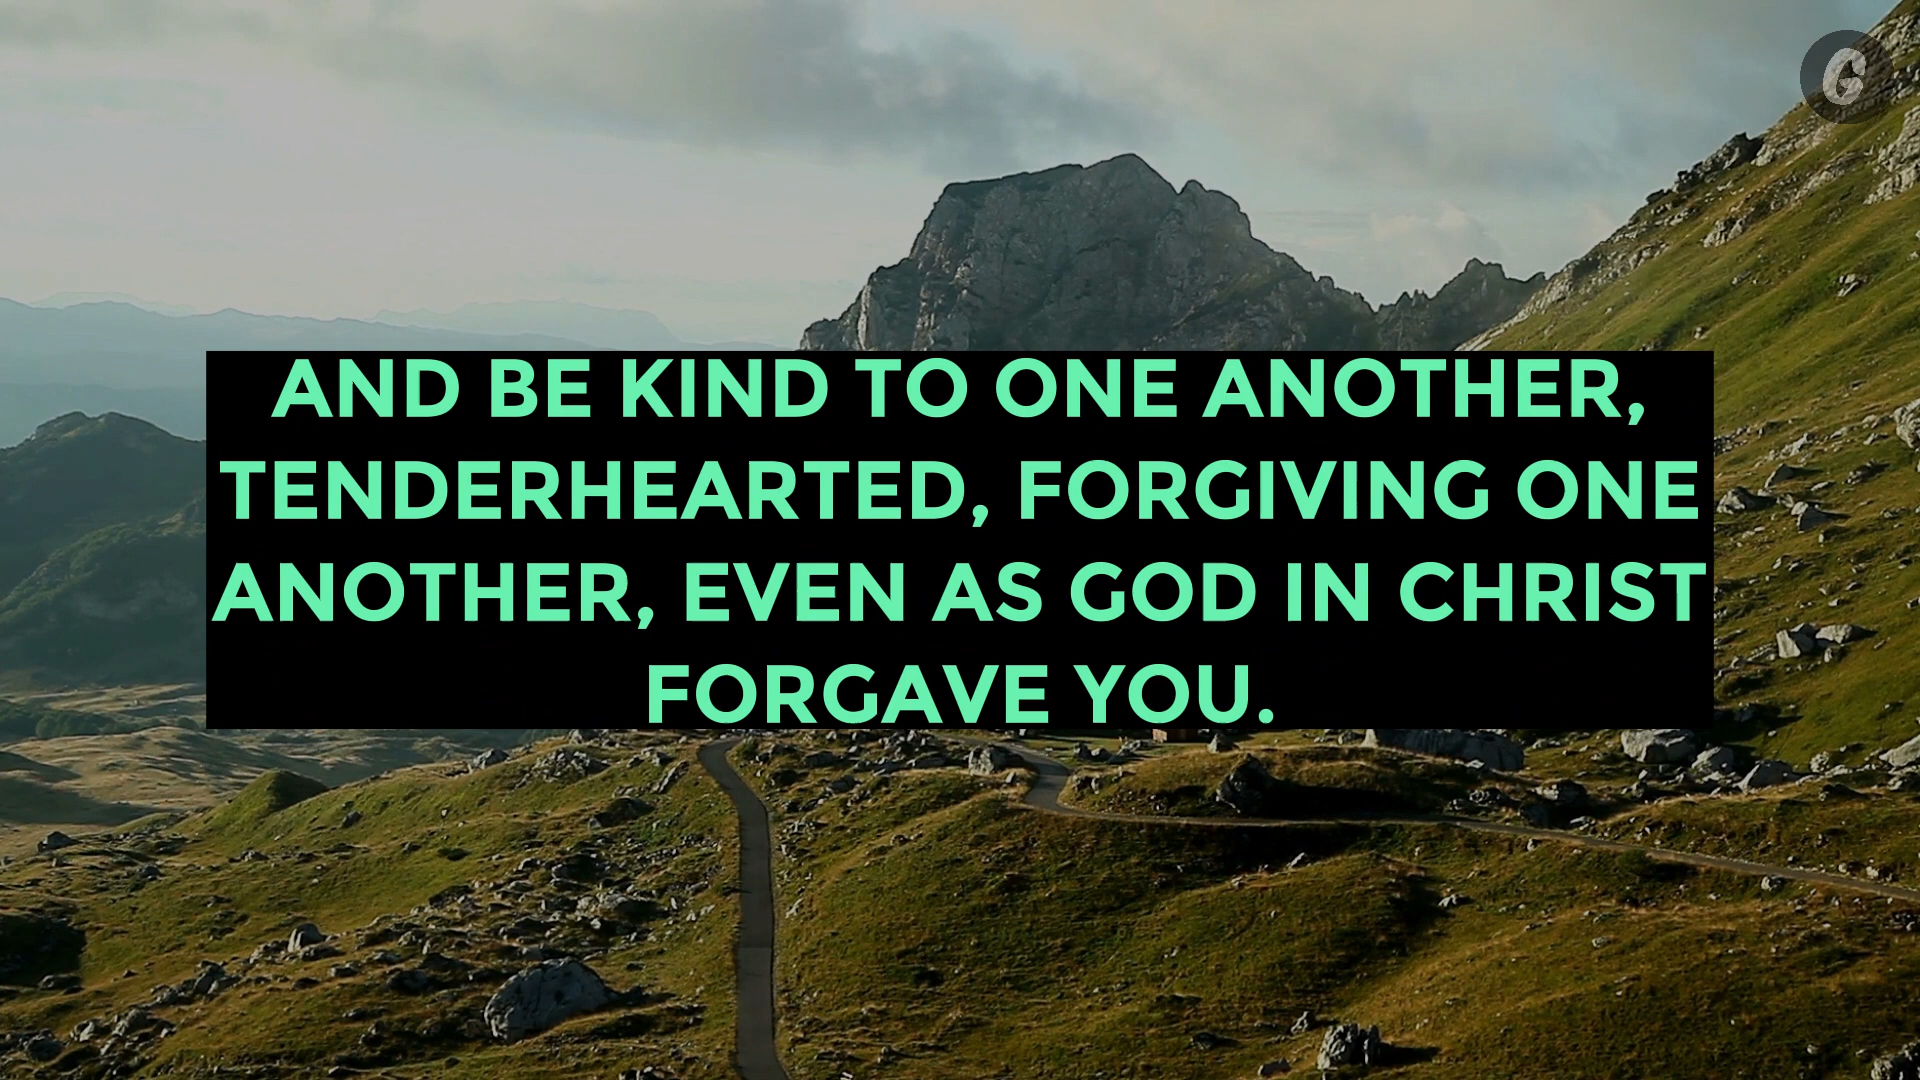 G
AND BE KIND TO ONE ANOTHER,
TENDERHEARTED, FORGIVING ONE
ANOTHER, EVEN AS GOD IN CHRIST
FORGAVE YOU.